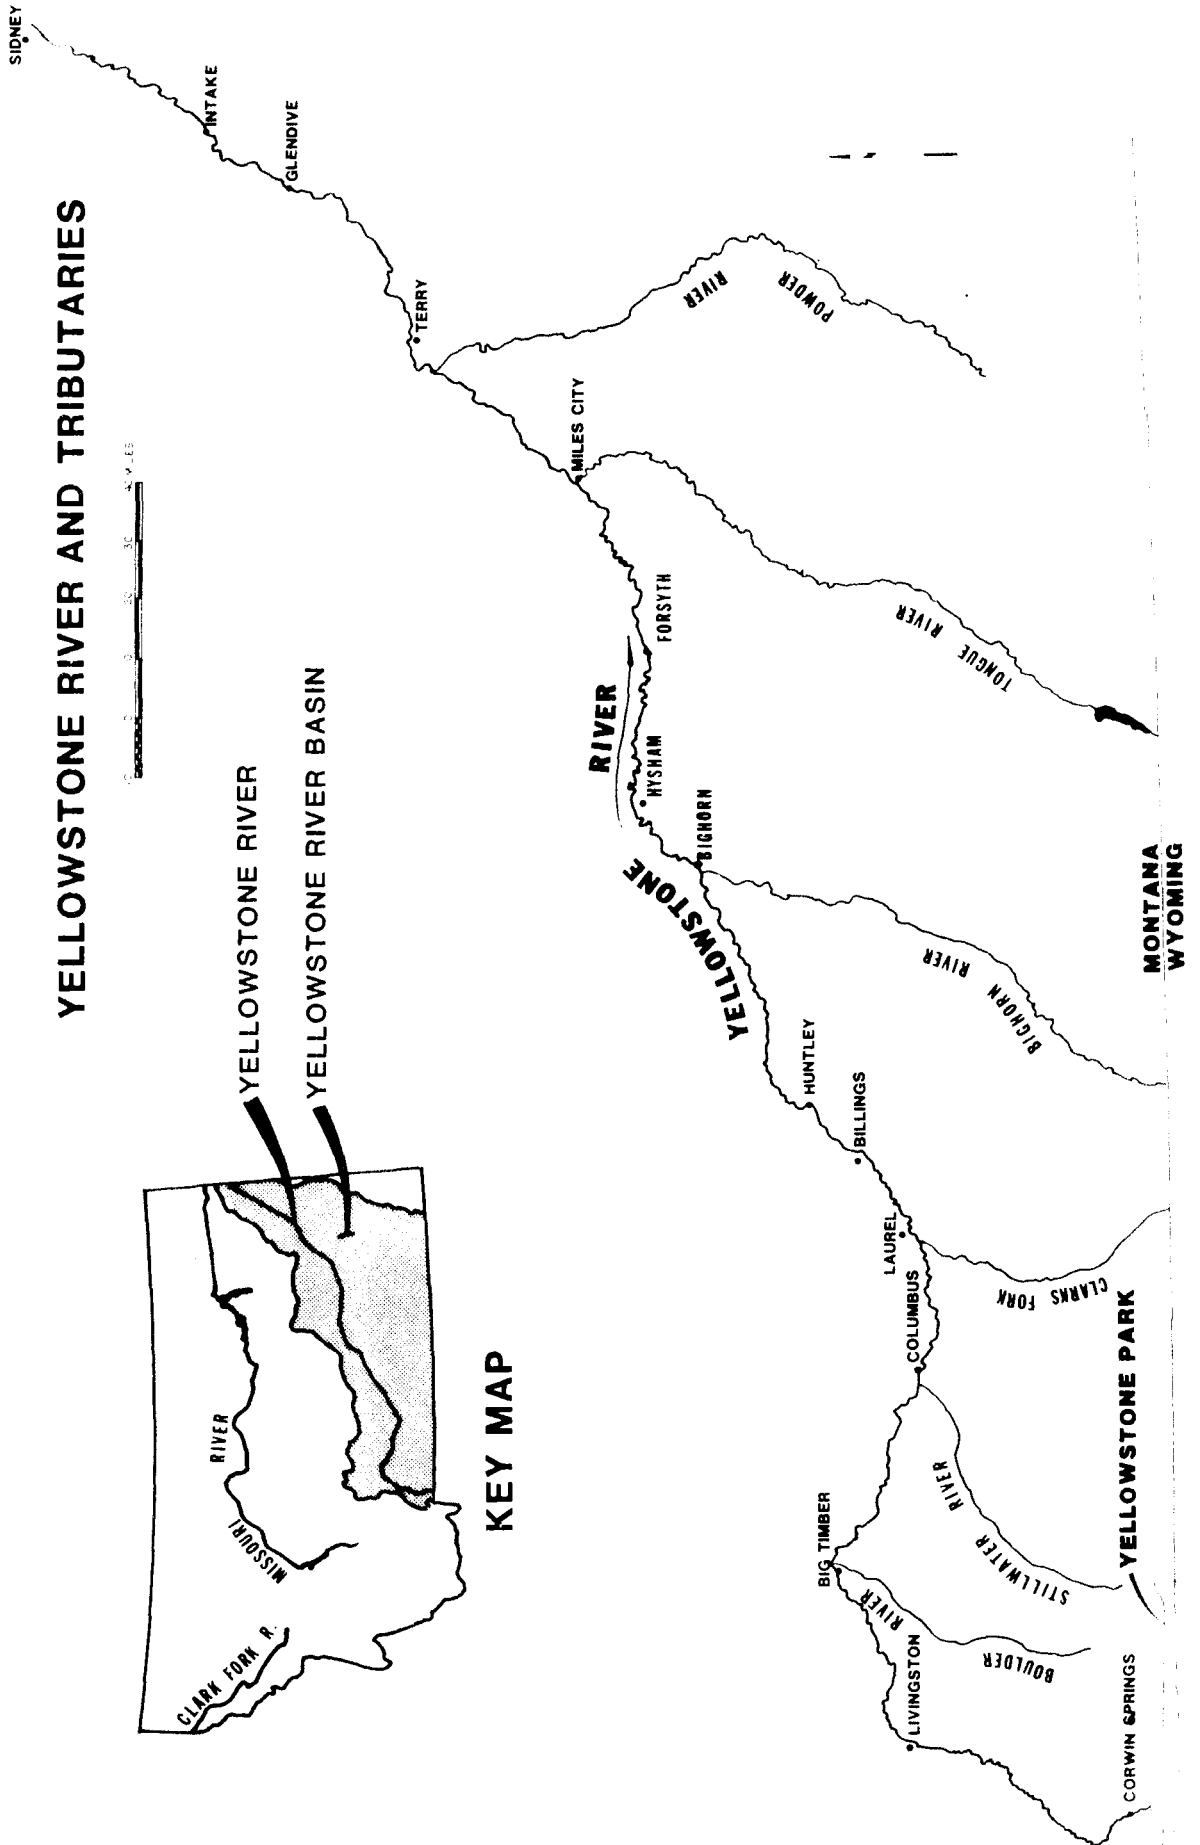 YELLOWSTONE RIVER AND TRIBUTARIES
YELLOWSTONE RIVER
YELLOWSTONE RIVER BASIN
CLARK FORK R.
MISSOURI
RIVER
KEY MAP
SIDNEY
INTAKE
GLENDIVE
TERRY
MILES CITY
FORSYTH
HYSHAM
BIGHORN
YELLOWSTONE
RIVER
HUNTLEY
BILLINGS
LAUREL
COLUMBUS
BIG TIMBER
LIVINGSTON
CORWIN SPRINGS
POWDER
RIVER
TONGUE
RIVER
BIGHORN
RIVER
CLARKS FORK
STILLWATER
RIVER
BOULDER
RIVER
YELLOWSTONE PARK
MONTANA
WYOMING